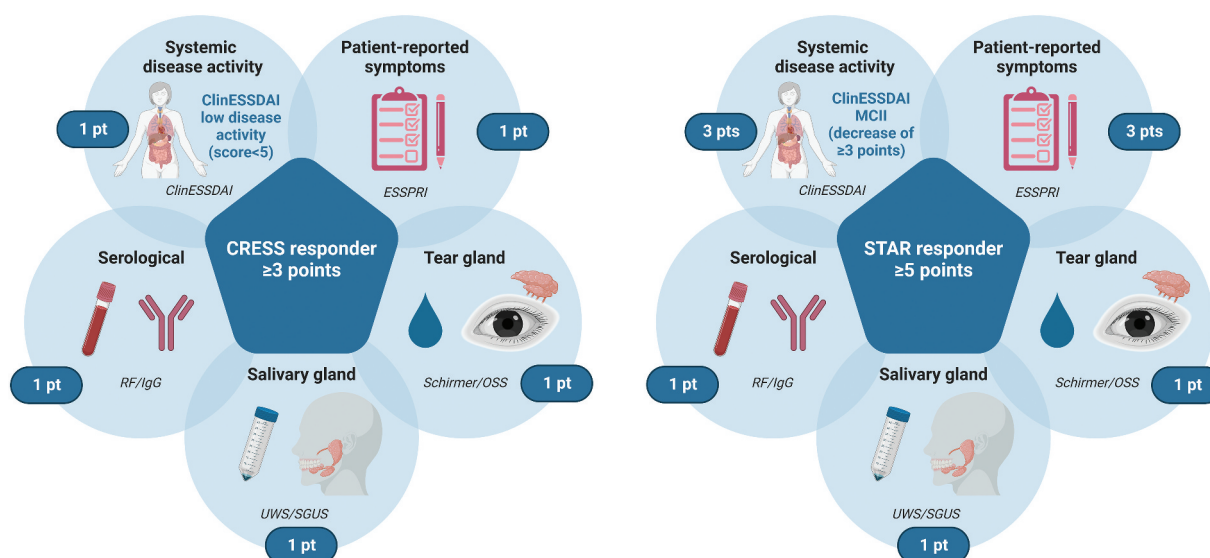 Systemic
disease activity
1 pt
ClinESSDAI
low disease
activity
(score<5)
ClinESSDAI
Patient-reported
symptoms
1 pt
ESSPRI
CRESS responder
≥3 points
Serological
1 pt
RF/IgG
Tear gland
Schirmer/OSS
1 pt
Salivary gland
UWS/SGUS
1 pt
Systemic
disease activity
3 pts
ClinESSDAI
MCII
(decrease of
≥3 points)
ClinESSDAI
Patient-reported
symptoms
3 pts
ESSPRI
STAR responder
≥5 points
Serological
1 pt
RF/IgG
Tear gland
Schirmer/OSS
1 pt
Salivary gland
UWS/SGUS
1 pt